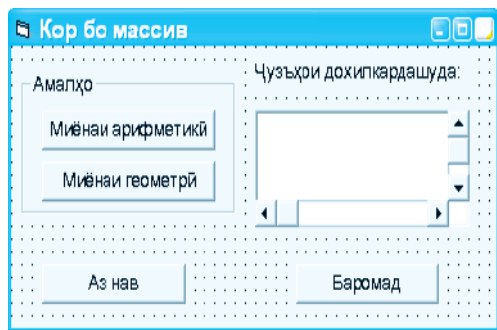 Кор бо массив
Амалҳо
Миёнаи арифметикӣ
Миёнаи геометрӣ
Ҷузъҳои дохилкардашуда:
Аз нав
Баромад